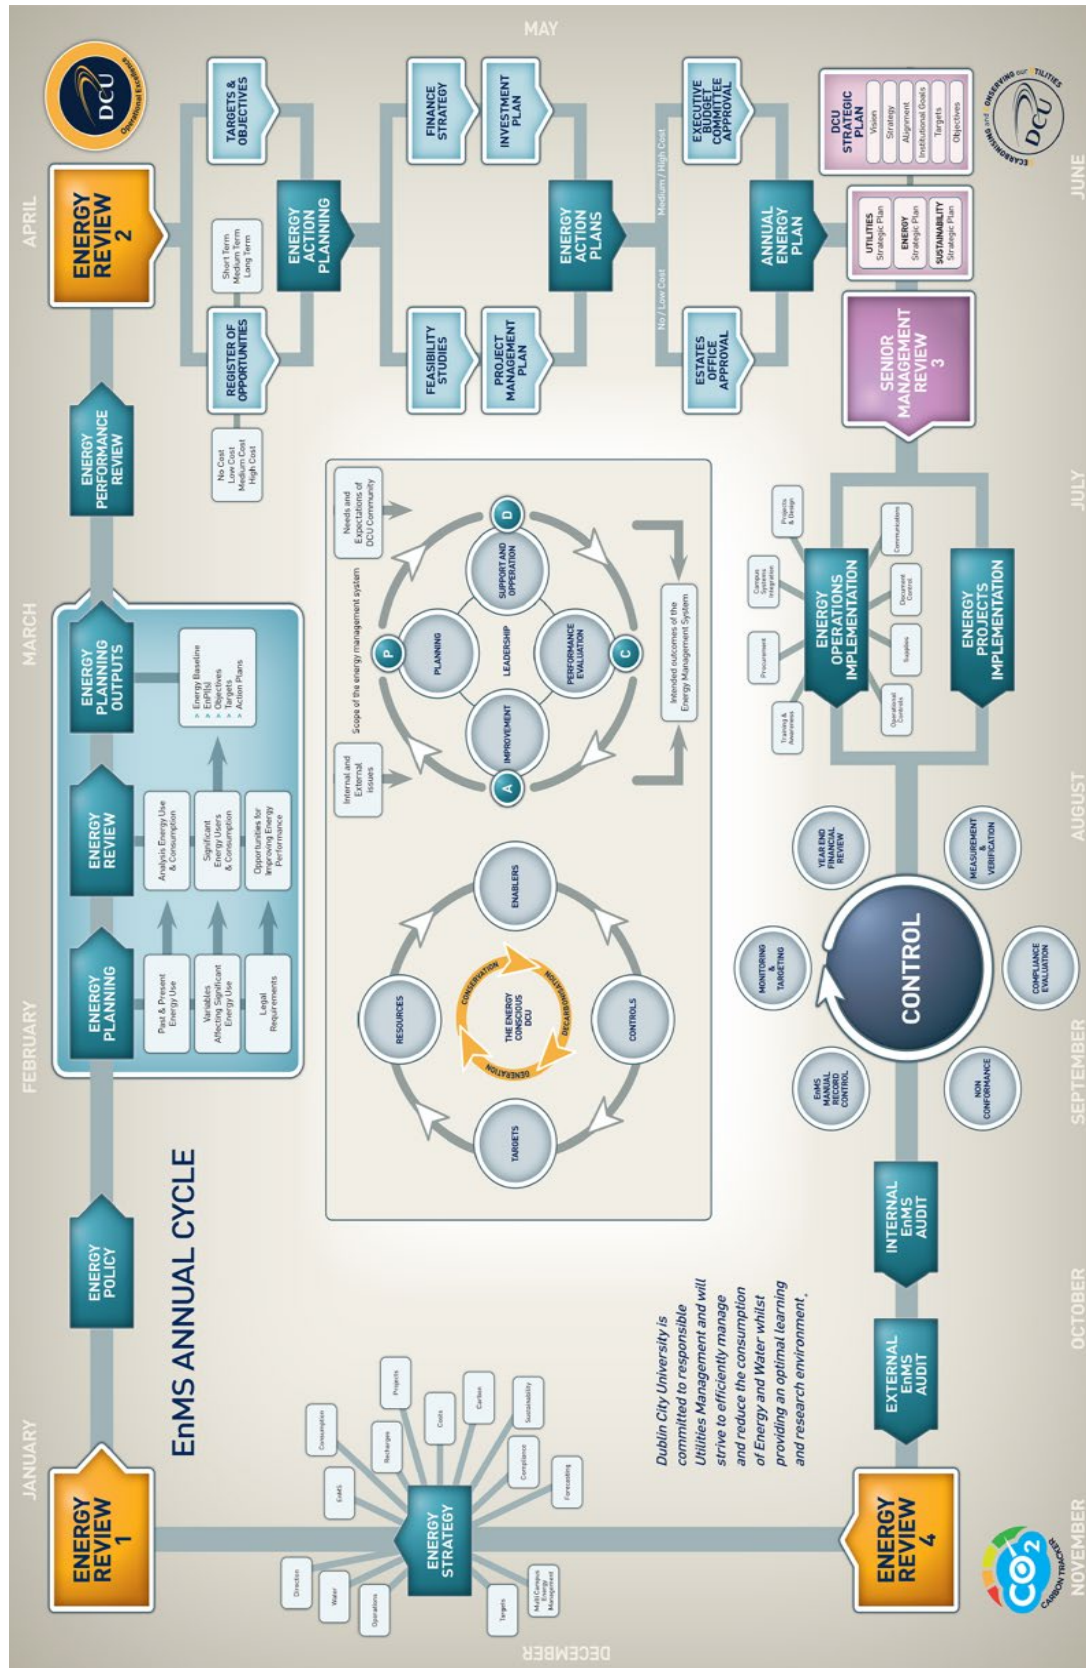 JANUARY
FEBRUARY
MARCH
APRIL
MAY
JUNE
JULY
AUGUST
SEPTEMBER
OCTOBER
NOVEMBER
DECEMBER
EnMS ANNUAL CYCLE
ENERGY
REVIEW
1
ENERGY
POLICY
ENERGY
PLANNING
Past & Present
Energy Use
Variables
Affecting Significant
Energy Use
Legal
Requirements
ENERGY
REVIEW
Analysis Energy Use
& Consumption
Significant
Energy Users
& Consumption
Opportunities for
Improving Energy
Performance
ENERGY
PLANNING
OUTPUTS
» Energy Baseline
» EnPI(s)
» Objectives
» Targets
» Action Plans
ENERGY
PERFORMANCE
REVIEW
ENERGY
REVIEW
2
DCU
Operational Excellence
REGISTER OF
OPPORTUNITIES
No Cost
Low Cost
Medium Cost
High Cost
Short Term
Medium Term
Long Term
TARGETS &
OBJECTIVES
ENERGY
ACTION
PLANNING
FEASIBILITY
STUDIES
PROJECT
MANAGEMENT
PLAN
FINANCE
STRATEGY
INVESTMENT
PLAN
ENERGY
ACTION
PLANS
No / Low Cost
Medium / High Cost
ESTATES
OFFICE
APPROVAL
EXECUTIVE
BUDGET
COMMITTEE
APPROVAL
ANNUAL
ENERGY
PLAN
DCU
STRATEGIC
PLAN
Vision
Strategy
Alignment
Institutional Goals
Targets
Objectives
UTILITIES
Strategic Plan
ENERGY
Strategic Plan
SUSTAINABILITY
Strategic Plan
SENIOR
MANAGEMENT
REVIEW
3
DECARBONISING and CONSERVING our UTILITIES
DCU
ENERGY
OPERATIONS
IMPLEMENTATION
Training &
Awareness
Procurement
Campus
Systems
Integration
Projects
& Design
Operational
Controls
Supplies
Document
Control
Communications
ENERGY
PROJECTS
IMPLEMENTATION
CONTROL
EnMS
MANUAL
RECORD
CONTROL
MONITORING
&
TARGETING
YEAR END
FINANCIAL
REVIEW
MEASUREMENT
&
VERIFICATION
COMPLIANCE
EVALUATION
NON
CONFORMANCE
INTERNAL
EnMS
AUDIT
EXTERNAL
EnMS
AUDIT
ENERGY
REVIEW
4
CO2
CARBON TRACKER
ENERGY
STRATEGY
Direction
Water
Operations
Targets
Multi Campus
Energy
Management
EnMS
Consumption
Recharges
Projects
Costs
Carbon
Sustainability
Compliance
Forecasting
TARGETS
RESOURCES
ENABLERS
CONTROLS
THE ENERGY
CONSCIOUS
DCU
GENERATION
CONSERVATION
DECARBONISATION
Internal and
External
issues
Scope of the energy management system
Needs and
Expectations of
DCU Community
P
D
C
A
PLANNING
SUPPORT AND
OPPERATION
PERFORMANCE
EVALUATION
IMPROVEMENT
LEADERSHIP
Intended outcomes of the
Energy Management System
Dublin City University is
committed to responsible
Utilities Management and will
strive to efficiently manage
and reduce the consumption
of Energy and Water whilst
providing an optimal learning
and research environment.